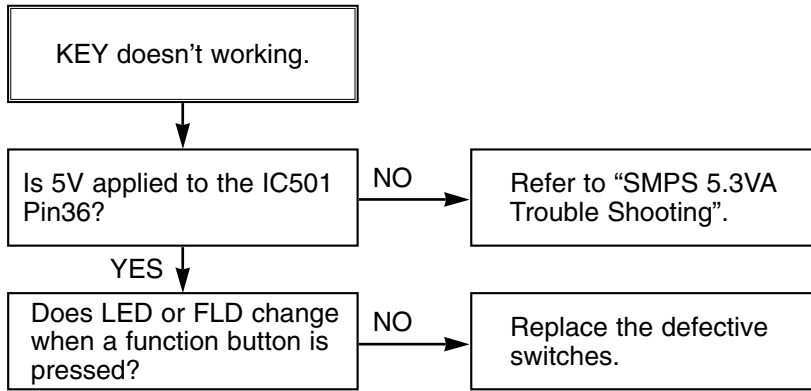 KEY doesn't working.
Is 5V applied to the IC501
Pin36?
NO
Refer to “SMPS 5.3VA
Trouble Shooting”.
YES
Does LED or FLD change
when a function button is
pressed?
NO
Replace the defective
switches.